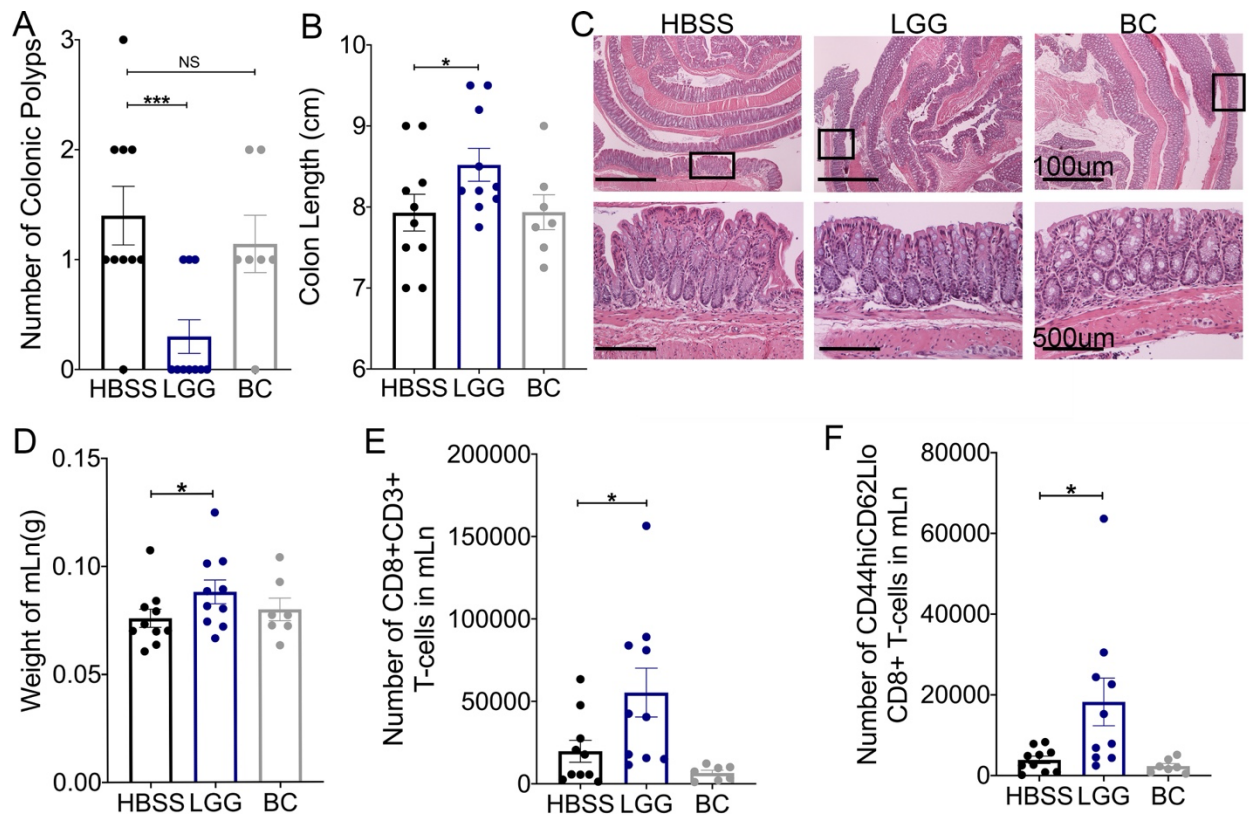 A
Number of Colonic Polyps
3
2
1
0
NS
***
HBSS LGG BC
B
Colon Length (cm)
10
9
8
7
6
*
HBSS LGG BC
C
HBSS LGG BC
100um
500um
D
Weight of mLn(g)
0.15
0.10
0.05
0.00
*
HBSS LGG BC
E
Number of CD8+CD3+
T-cells in mLn
200000
150000
100000
50000
0
*
HBSS LGG BC
F
Number of CD44hiCD62Llo
CD8+ T-cells in mLn
80000
60000
40000
20000
0
*
HBSS LGG BC